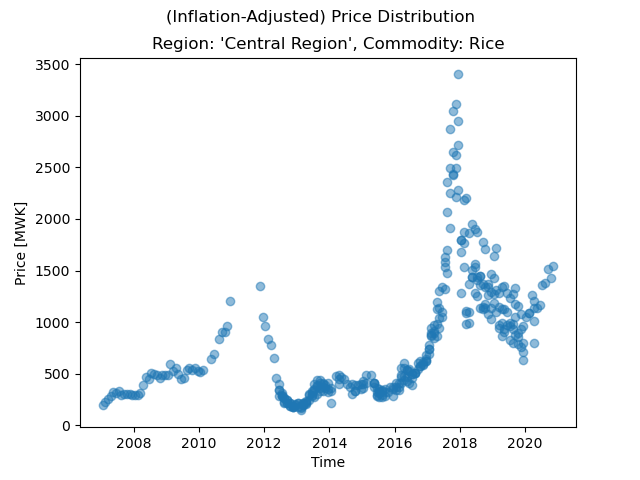 (Inflation-Adjusted) Price Distribution
Region: 'Central Region', Commodity: Rice
3500
3000
2500
2000
1500
1000
500
0
Price [MWK]
2008 2010 2012 2014 2016 2018 2020
Time